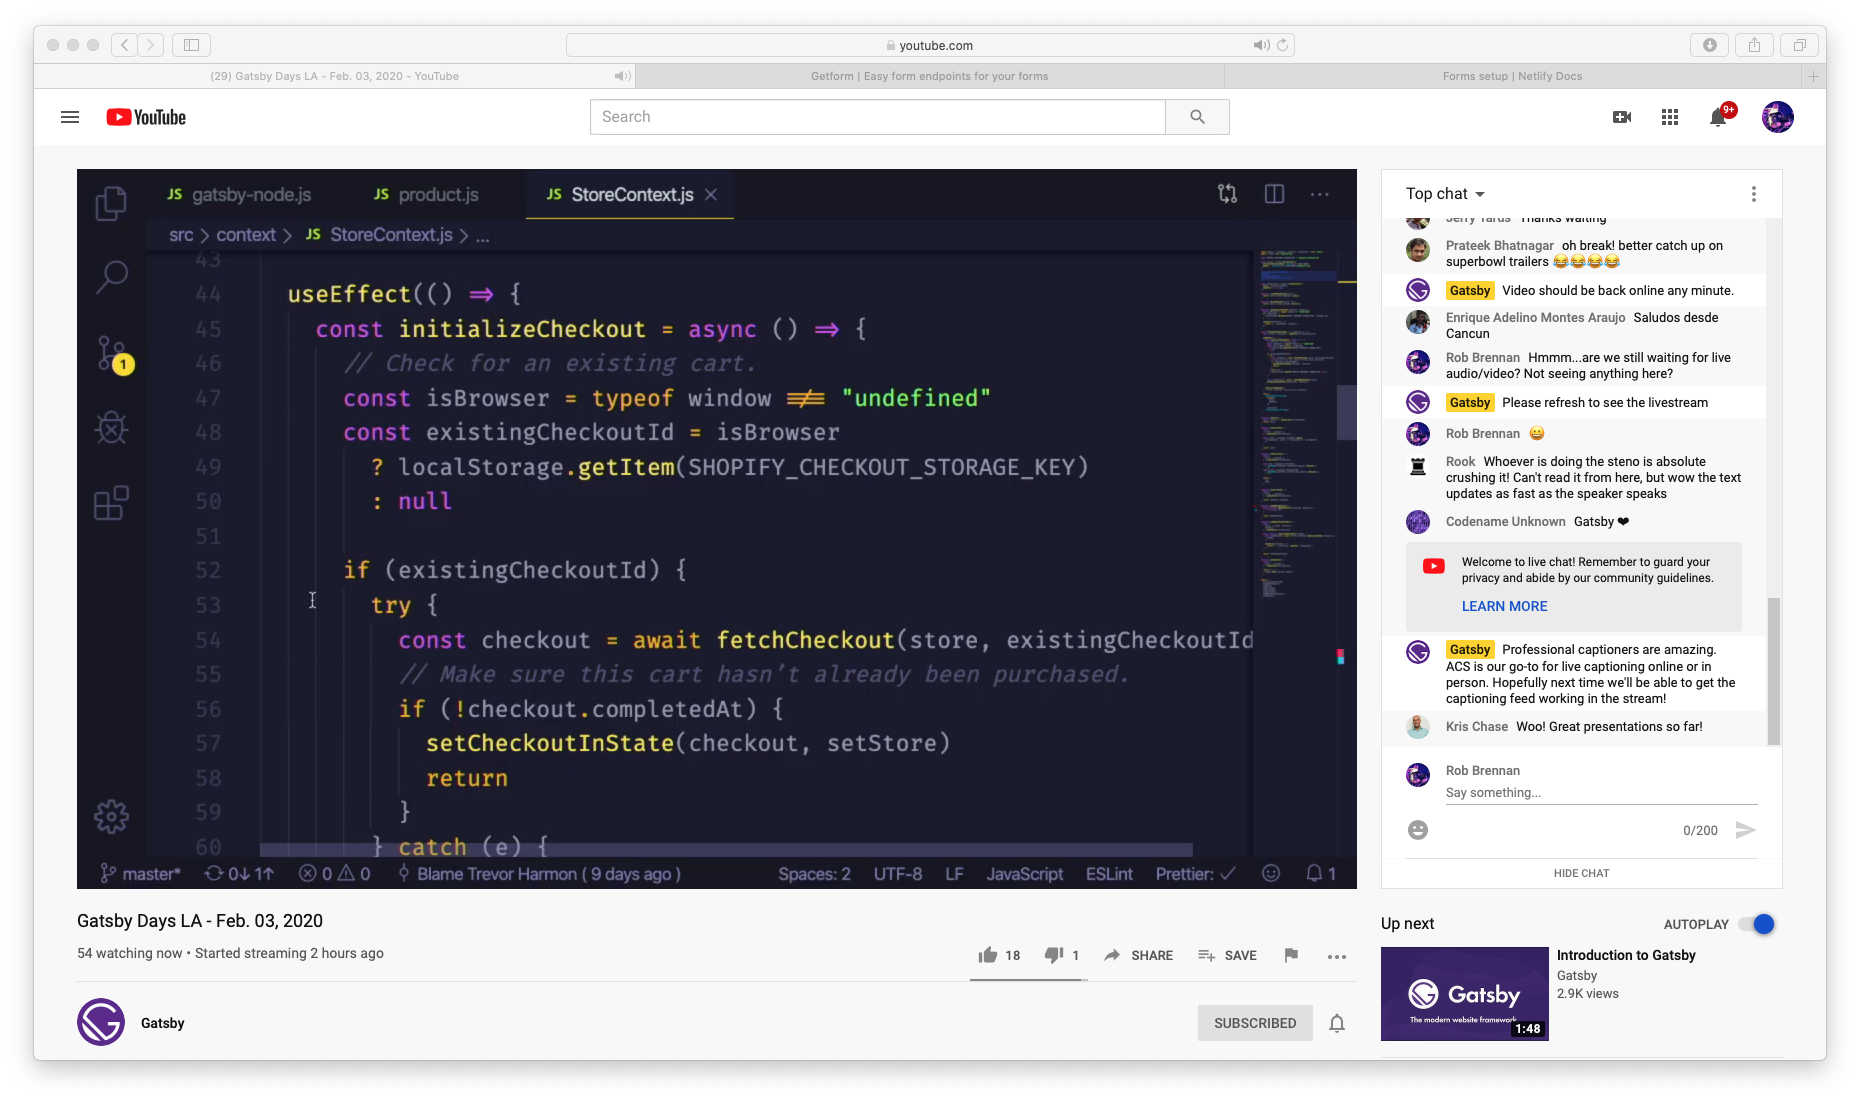 youtube.com
(29) Gatsby Days LA - Feb. 03, 2020 - YouTube
Getform | Easy form endpoints for your forms
Forms setup | Netlify Docs
YouTube
Search
9+
JS gatsby-node.js
JS product.js
JS StoreContext.js
src > context > JS StoreContext.js > ...
43
44 useEffect(() => {
45 const initializeCheckout = async () => {
46 // Check for an existing cart.
47 const isBrowser = typeof window !== "undefined"
48 const existingCheckoutId = isBrowser
49 ? localStorage.getItem(SHOPIFY_CHECKOUT_STORAGE_KEY)
50 : null
51
52 if (existingCheckoutId) {
53 try {
54 const checkout = await fetchCheckout(store, existingCheckoutId
55 // Make sure this cart hasn't already been purchased.
56 if (!checkout.completedAt) {
57 setCheckoutInState(checkout, setStore)
58 return
59 }
60 } catch (e) {
1
master* 0↓ 1↑ 0 0 Blame Trevor Harmon ( 9 days ago ) Spaces: 2 UTF-8 LF JavaScript ESLint Prettier: ✓ 1
Gatsby Days LA - Feb. 03, 2020
54 watching now • Started streaming 2 hours ago
18 1 SHARE SAVE
Gatsby
SUBSCRIBED
Top chat
Jerry Tarus Thanks waiting
Prateek Bhatnagar oh break! better catch up on
superbowl trailers 😂😂😂😂
Gatsby Video should be back online any minute.
Enrique Adelino Montes Araujo Saludos desde
Cancun
Rob Brennan Hmmm...are we still waiting for live
audio/video? Not seeing anything here?
Gatsby Please refresh to see the livestream
Rob Brennan 😀
Rook Whoever is doing the steno is absolute
crushing it! Can't read it from here, but wow the text
updates as fast as the speaker speaks
Codename Unknown Gatsby ❤
Welcome to live chat! Remember to guard your
privacy and abide by our community guidelines.
LEARN MORE
Gatsby Professional captioners are amazing.
ACS is our go-to for live captioning online or in
person. Hopefully next time we'll be able to get the
captioning feed working in the stream!
Kris Chase Woo! Great presentations so far!
Rob Brennan
Say something...
0/200
HIDE CHAT
Up next
AUTOPLAY
Gatsby
The modern website framework
1:48
Introduction to Gatsby
Gatsby
2.9K views